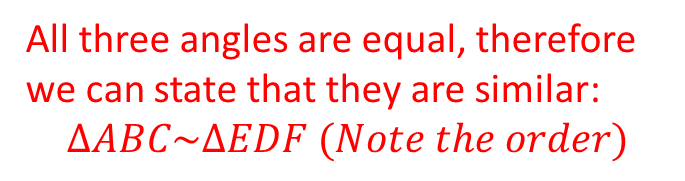 All three angles are equal, therefore
we can state that they are similar:
ΔABC~ΔEDF (Note the order)